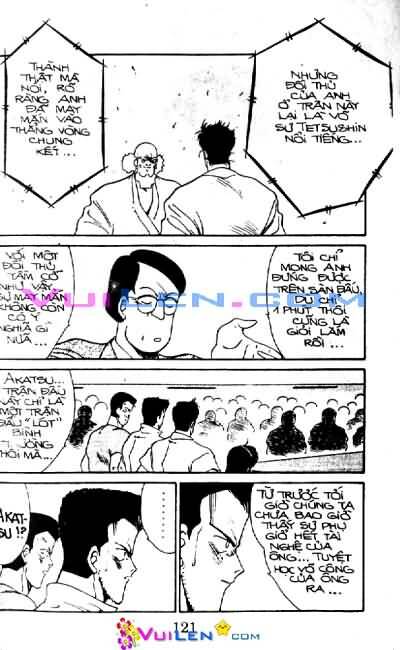 NHƯNG
ĐỐI THỦ
CỦA ANH
Ở TRẬN NÀY
LẠI LÀ VÕ
SƯ TETSUSHIN
NỔI TIẾNG...
THÀNH
THẬT MÀ
NÓI, RÕ
RÀNG ANH
ĐÃ MAY
MẮN VÀO
THẲNG VÒNG
CHUNG
KẾT...
TÔI CHỈ
MONG ANH
ĐỨNG ĐƯỢC
TRÊN SÀN ĐẤU,
DÙ CHỈ
1 PHÚT THÔI
CŨNG LÀ
GIỎI LẮM
RỒI...
VỚI MỘT
ĐỐI THỦ
TẦM CỠ
NHƯ VẬY,
SỰ MAY MẮN
KHÔNG CÒN
CÓ Ý
NGHĨA GÌ
NỮA...
VUILEN.COM
AKATSU...
TRẬN ĐẤU
NÀY CHỈ LÀ
MỘT TRẬN
ĐẤU "LÓT"
BÌNH
THÔI MÀ...
TỪ TRƯỚC TỚI
GIỜ CHÚNG TA
CHƯA BAO GIỜ
THẤY SƯ PHỤ
GIỞ HẾT TÀI
NGHỆ CỦA
ÔNG... TUYỆT
HỌC VÕ CÔNG
CỦA ÔNG
RA...
AKAT-
SU !?
121
VUILEN.COM